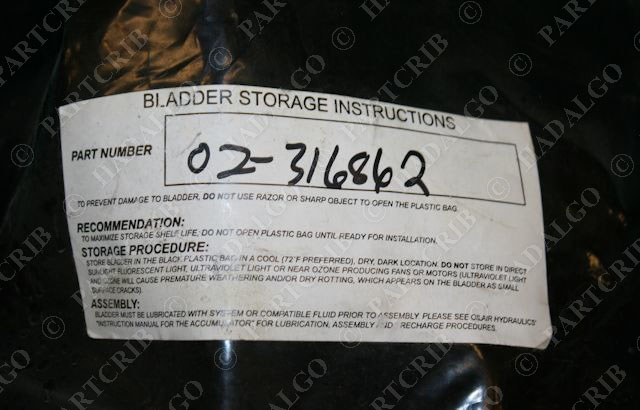 BLADDER STORAGE INSTRUCTIONS
PART NUMBER 02-316862
TO PREVENT DAMAGE TO BLADDER, DO NOT USE RAZOR OR SHARP OBJECT TO OPEN THE PLASTIC BAG.
RECOMMENDATION:
TO MAXIMIZE STORAGE SHELF LIFE, DO NOT OPEN PLASTIC BAG UNTIL READY FOR INSTALLATION.
STORAGE PROCEDURE:
STORE BLADDER IN THE BLACK PLASTIC BAG IN A COOL (72°F PREFERRED), DRY, DARK LOCATION. DO NOT STORE IN DIRECT
SUNLIGHT, FLUORESCENT LIGHT, ULTRAVIOLET LIGHT OR NEAR OZONE PRODUCING FANS OR MOTORS (ULTRAVIOLET LIGHT
AND OZONE WILL CAUSE PREMATURE WEATHERING AND/OR DRY ROTTING, WHICH APPEARS ON THE BLADDER AS SMALL
SURFACE CRACKS)
ASSEMBLY:
BLADDER MUST BE LUBRICATED WITH SYSTEM OR COMPATIBLE FLUID PRIOR TO ASSEMBLY. PLEASE SEE OILAIR HYDRAULICS'
"INSTRUCTION MANUAL FOR THE ACCUMULATOR" FOR LUBRICATION, ASSEMBLY AND PRECHARGE PROCEDURES.
© PARTCRIB © HAPADALGO